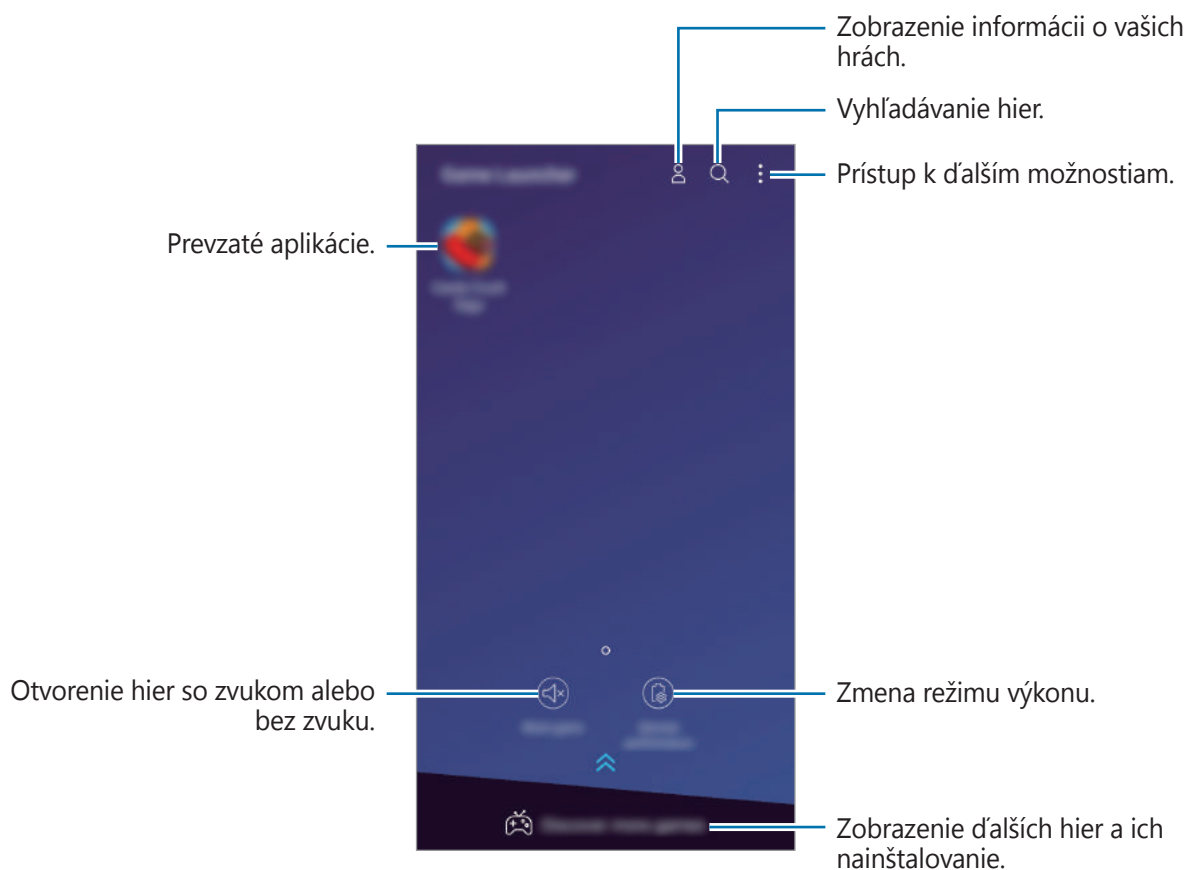 Zobrazenie informácii o vašich
hrách.
Vyhľadávanie hier.
Prístup k ďalším možnostiam.
Prevzaté aplikácie.
Otvorenie hier so zvukom alebo
bez zvuku.
Zmena režimu výkonu.
Zobrazenie ďalších hier a ich
nainštalovanie.